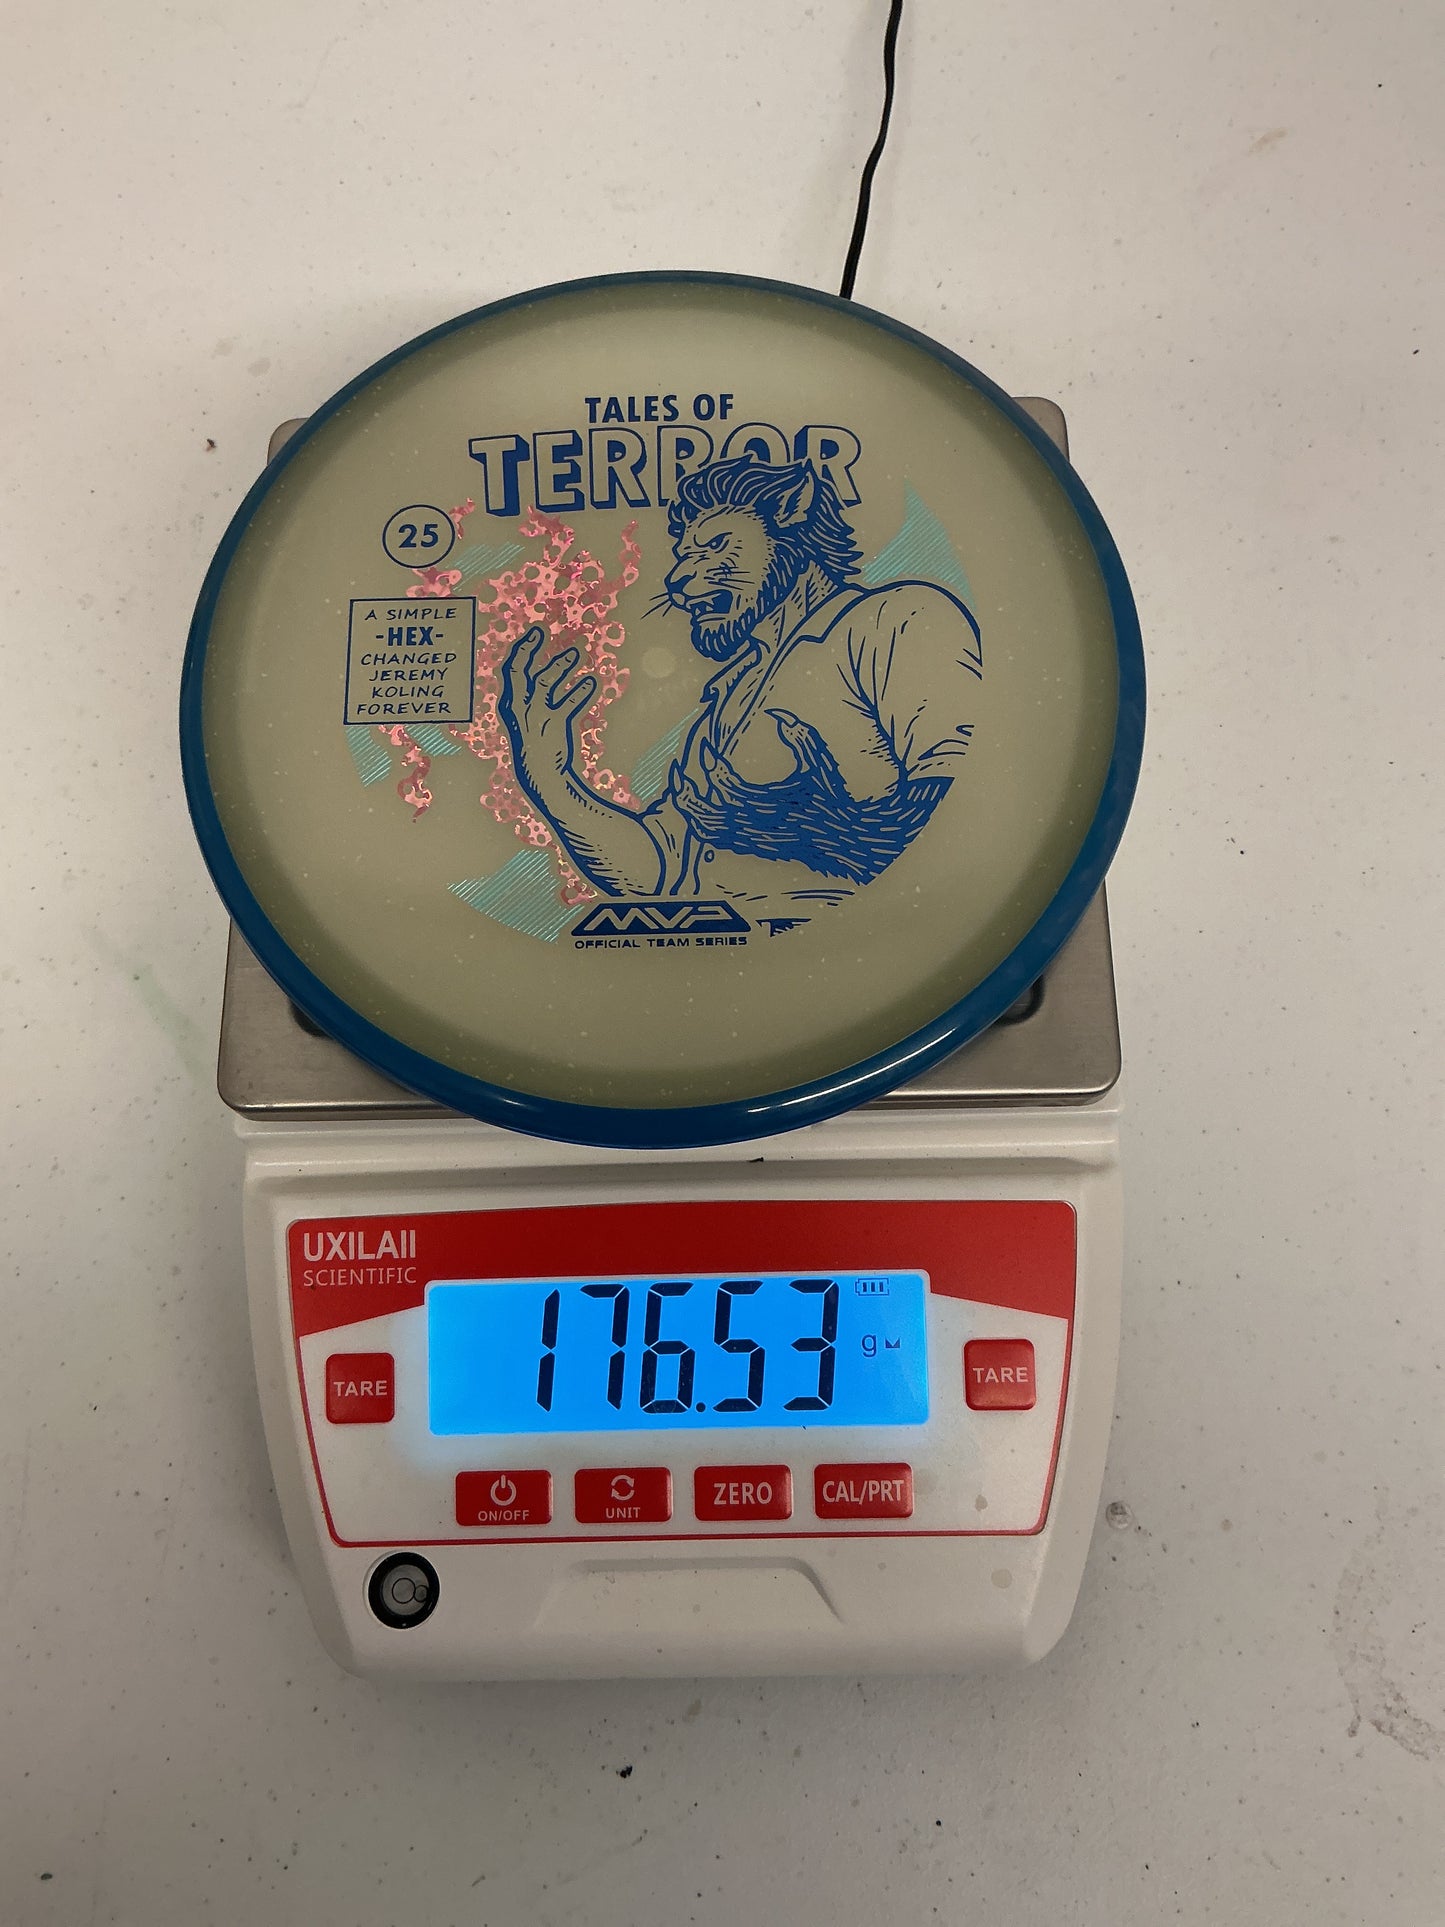 TALES OF
TERROR
25
A SIMPLE
-HEX-
CHANGED
JEREMY
KOLING
FOREVER
MVP
OFFICIAL TEAM SERIES
UXILAII
SCIENTIFIC
176.53 g
TARE
TARE
ON/OFF
UNIT
ZERO
CAL/PRT